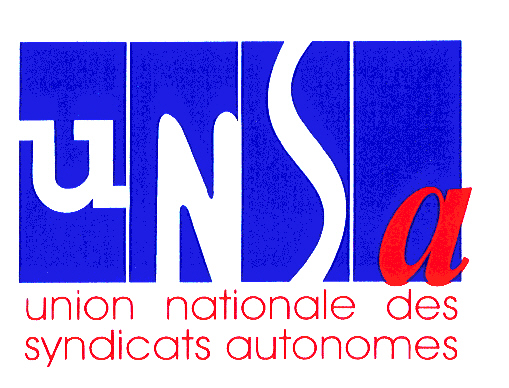 uNSa
union nationale des
syndicats autonomes